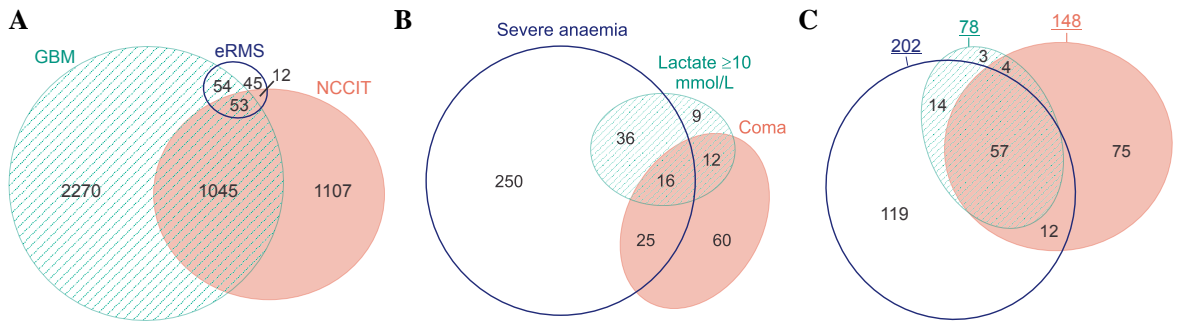 A
GBM
eRMS
NCCIT
54
45
12
53
2270
1045
1107
B
Severe anaemia
Lactate ≥10
mmol/L
Coma
36
9
12
16
250
25
60
C
202
78
148
3
4
14
57
75
119
12